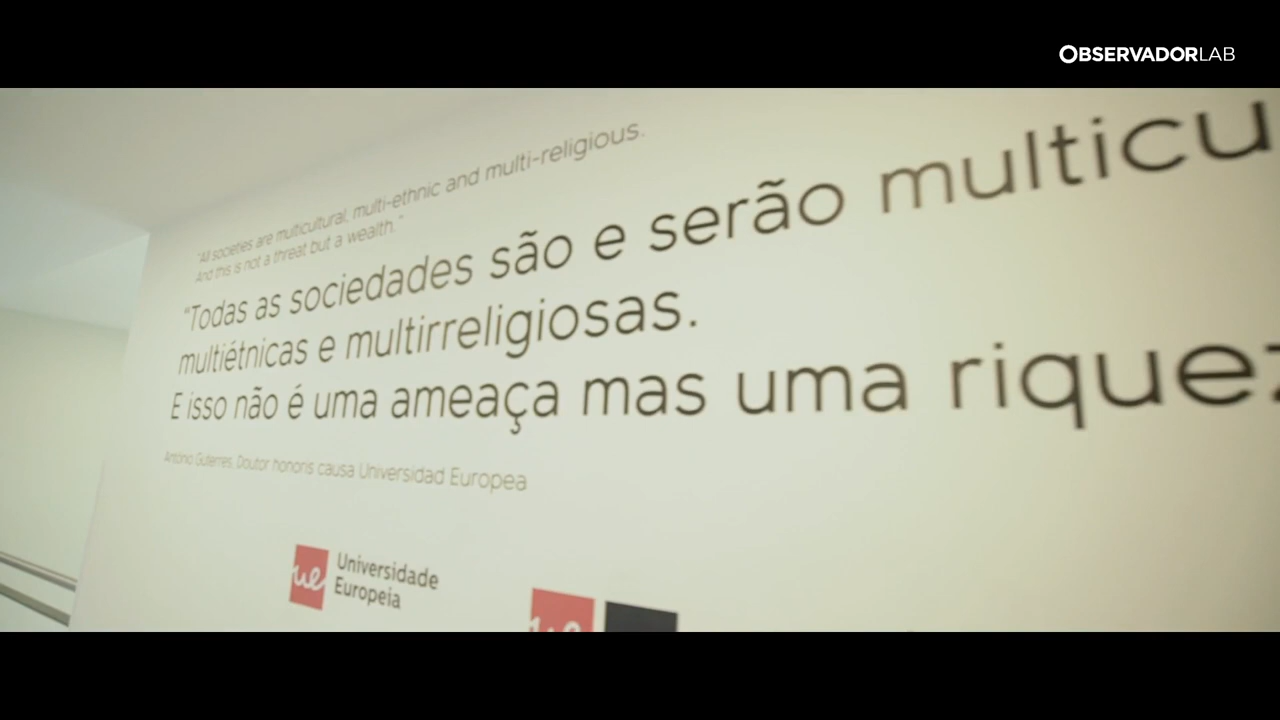 OBSERVADORLAB
"All societies are multicultural, multi-ethnic and multi-religious.
And this is not a threat but a wealth."
"Todas as sociedades são e serão multicu
multiétnicas e multirreligiosas.
E isso não é uma ameaça mas uma riquez
António Guterres, Doutor honoris causa Universidad Europea
ue
Universidade
Europeia
ue